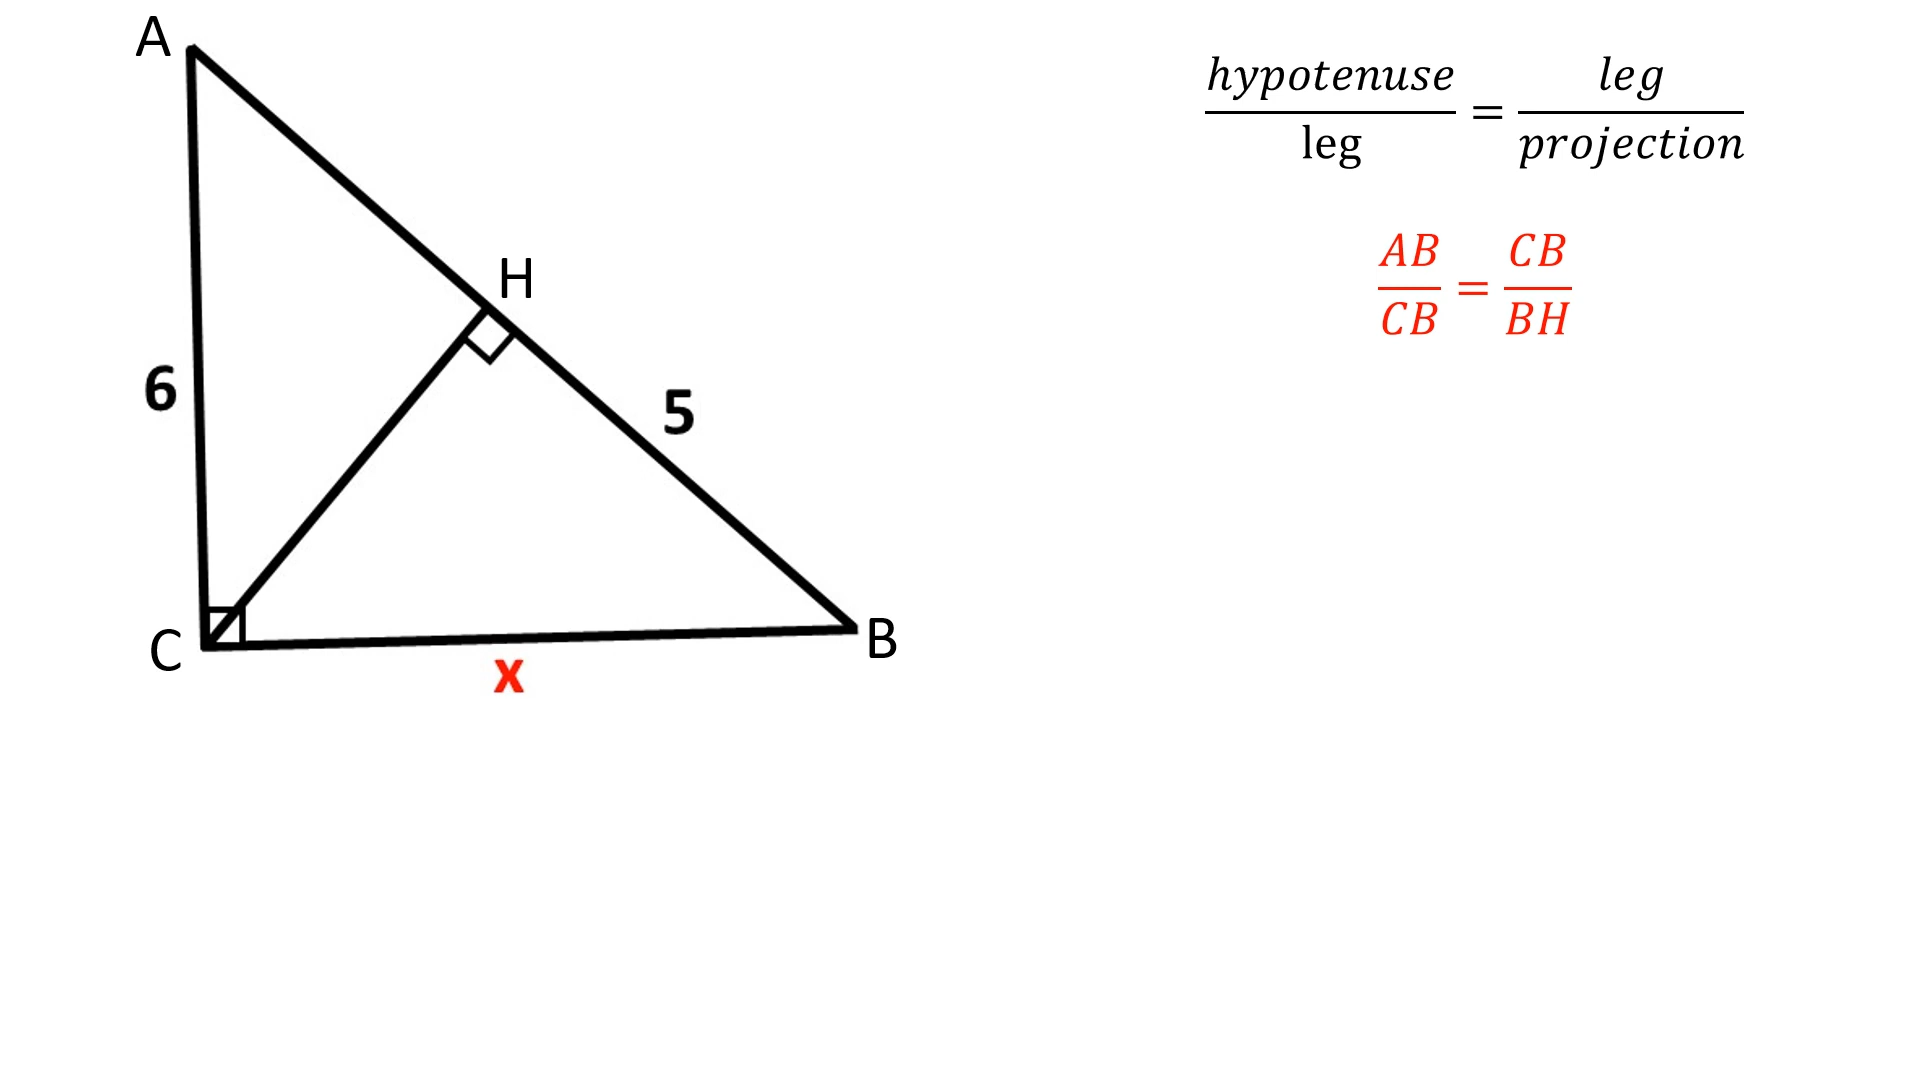 A
H
6
5
C
B
x
hypotenuse/leg = leg/projection
AB/CB = CB/BH